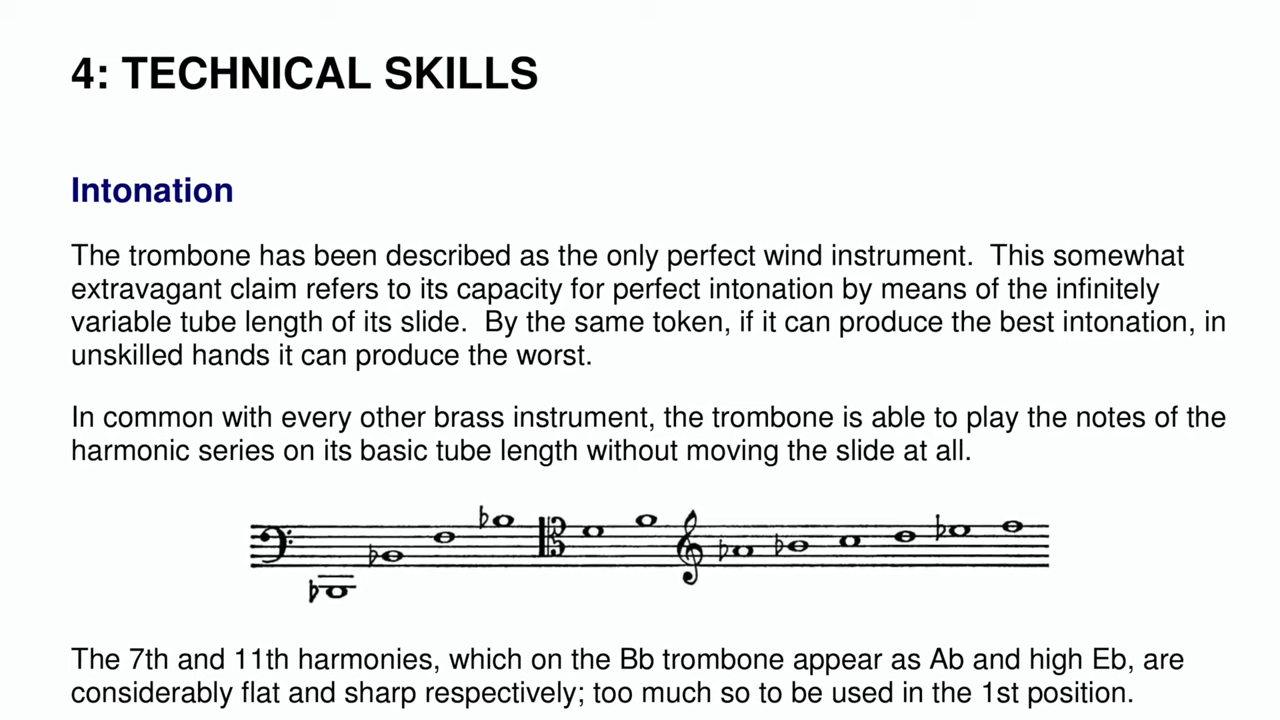 4: TECHNICAL SKILLS
Intonation
The trombone has been described as the only perfect wind instrument.  This somewhat
extravagant claim refers to its capacity for perfect intonation by means of the infinitely
variable tube length of its slide.  By the same token, if it can produce the best intonation, in
unskilled hands it can produce the worst.
In common with every other brass instrument, the trombone is able to play the notes of the
harmonic series on its basic tube length without moving the slide at all.
The 7th and 11th harmonies, which on the Bb trombone appear as Ab and high Eb, are
considerably flat and sharp respectively; too much so to be used in the 1st position.